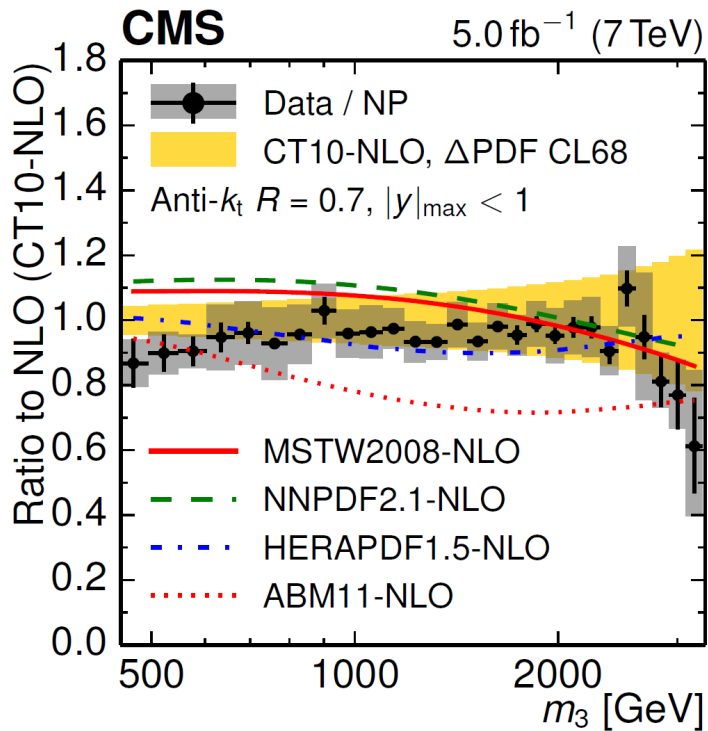 CMS 5.0 fb⁻¹ (7 TeV)
Ratio to NLO (CT10-NLO)
1.8
1.6
1.4
1.2
1.0
0.8
0.6
0.4
0.2
0.0
Data / NP
CT10-NLO, ΔPDF CL68
Anti-kₜ R = 0.7, |y|max < 1
MSTW2008-NLO
NNPDF2.1-NLO
HERAPDF1.5-NLO
ABM11-NLO
500 1000 2000
m₃ [GeV]